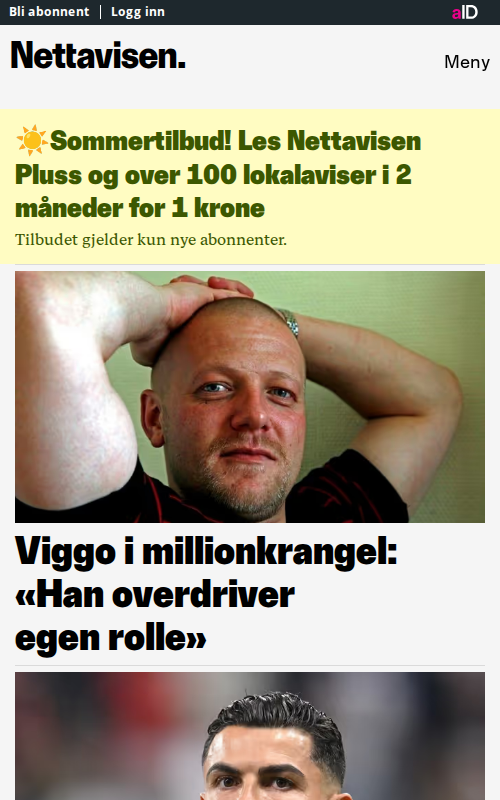 Bli abonnent | Logg inn
aID
Nettavisen.
Meny
☀️Sommertilbud! Les Nettavisen
Pluss og over 100 lokalaviser i 2
måneder for 1 krone
Tilbudet gjelder kun nye abonnenter.
Viggo i millionkrangel:
«Han overdriver
egen rolle»